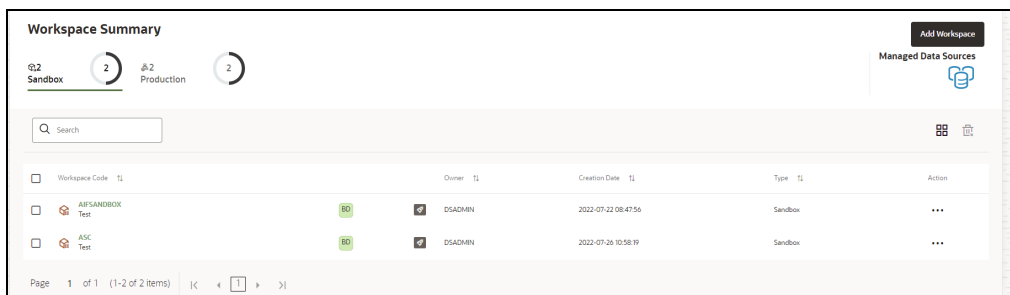 Workspace Summary
Add Workspace
2
Sandbox
2
2
Production
2
Managed Data Sources
Search
Workspace Code Owner Creation Date Type Action
AIFSANDBOX
Test
BD DSADMIN 2022-07-22 08:47:56 Sandbox ...
ASC
Test
BD DSADMIN 2022-07-26 10:58:19 Sandbox ...
Page 1 of 1 (1-2 of 2 items) 1